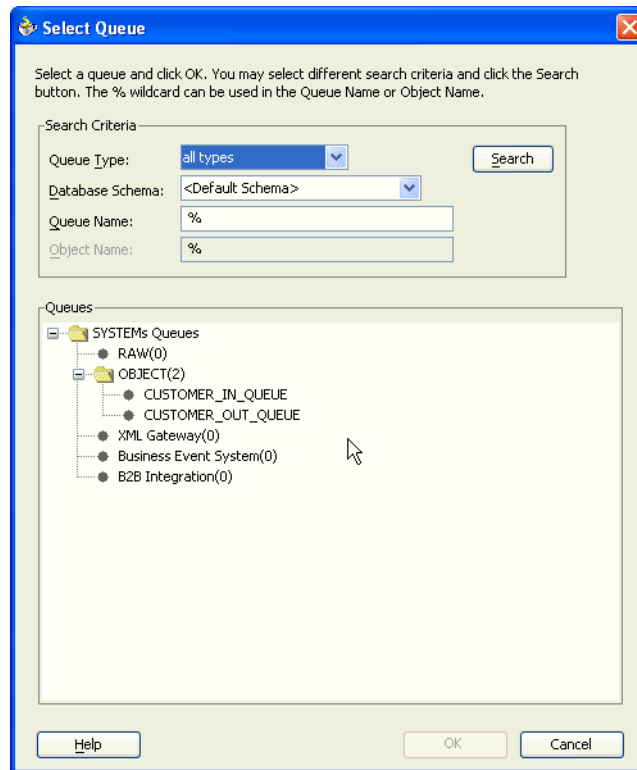 Select Queue
Select a queue and click OK. You may select different search criteria and click the Search
button. The % wildcard can be used in the Queue Name or Object Name.
Search Criteria
Queue Type: all types Search
Database Schema: <Default Schema>
Queue Name: %
Object Name: %
Queues
SYSTEMs Queues
RAW(0)
OBJECT(2)
CUSTOMER_IN_QUEUE
CUSTOMER_OUT_QUEUE
XML Gateway(0)
Business Event System(0)
B2B Integration(0)
Help OK Cancel